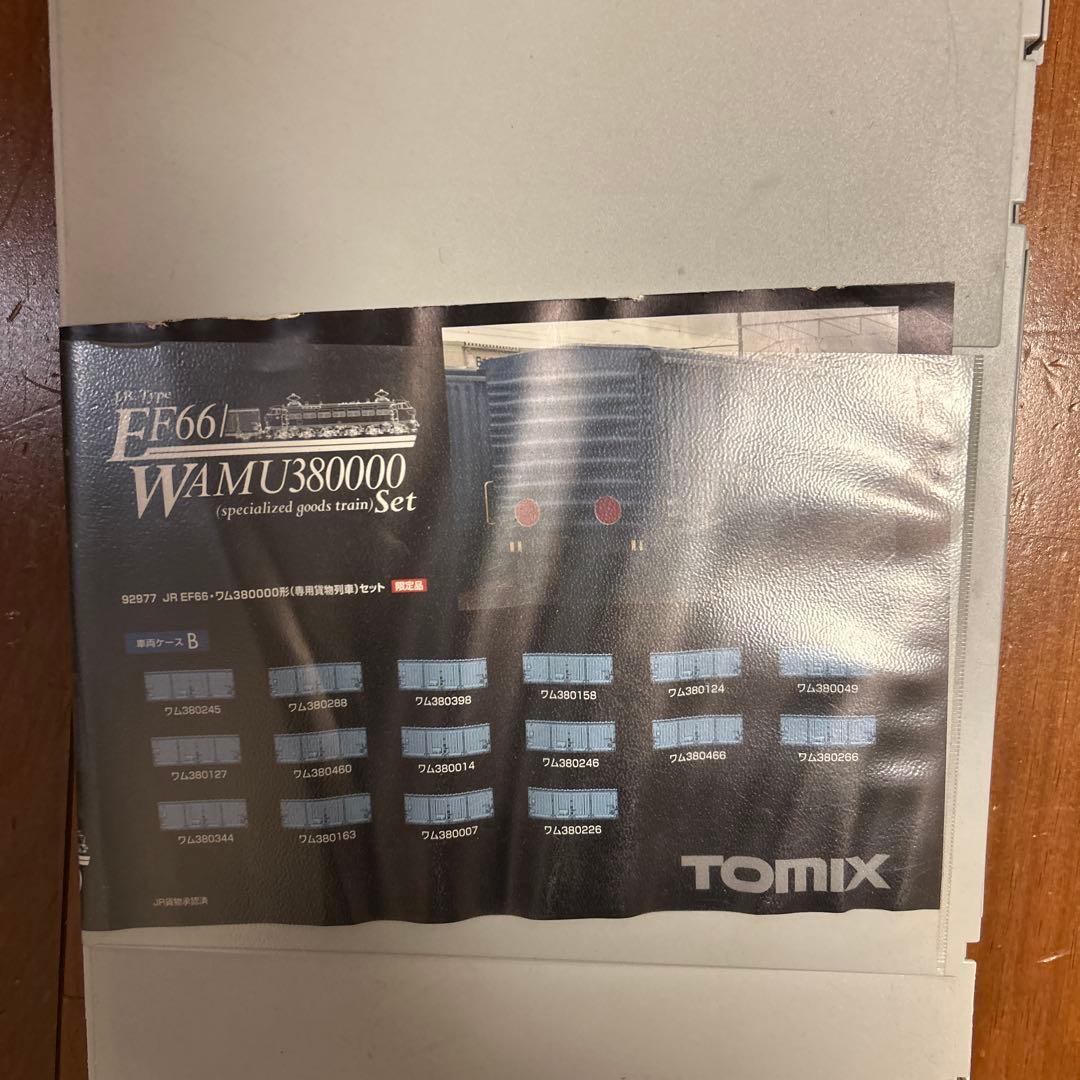 J.R. Type
EF66/
WAMU380000
(specialized goods train)Set
92977 JR EF66・ワム380000形(専用貨物列車)セット 限定品
車両ケース B
ワム380245 ワム380288 ワム380398 ワム380158 ワム380124 ワム380049
ワム380127 ワム380460 ワム380014 ワム380246 ワム380466 ワム380266
ワム380344 ワム380163 ワム380007 ワム380226
TOMIX
JR貨物承認済